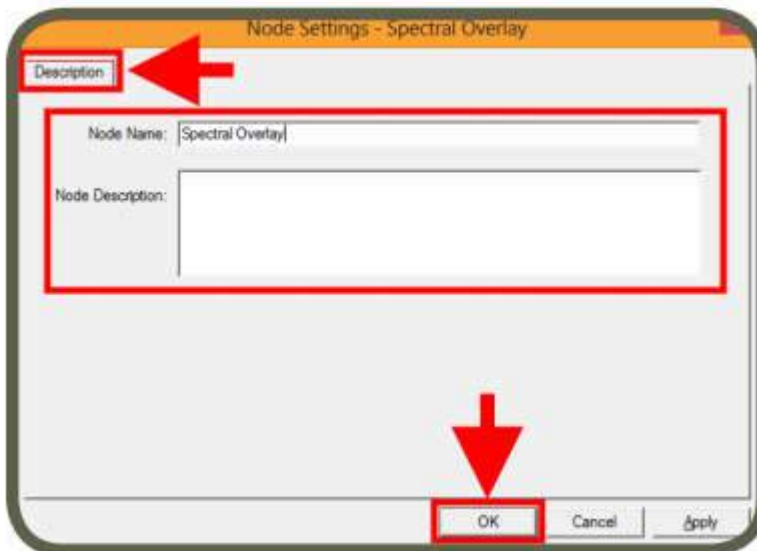 Node Settings - Spectral Overlay
Description
Node Name: Spectral Overlay
Node Description:
OK Cancel Apply